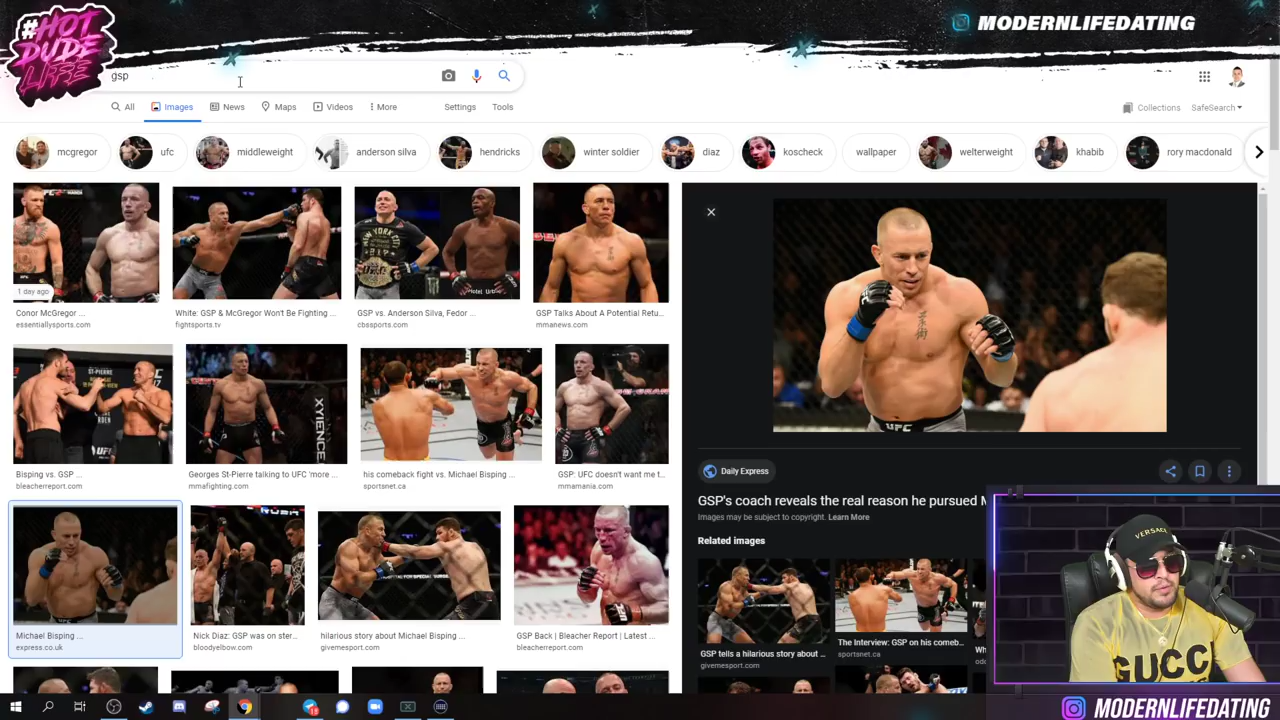 #HOT
DUDE
LIFE
MODERNLIFEDATING
gsp
All Images News Maps Videos More Settings Tools
Collections SafeSearch
mcgregor ufc middleweight anderson silva hendricks winter soldier diaz koscheck wallpaper welterweight khabib rory macdonald
1 day ago
Conor McGregor ...
essentiallysports.com
White: GSP & McGregor Won't Be Fighting ...
fightsports.tv
GSP vs. Anderson Silva, Fedor ...
cbssports.com
GSP Talks About A Potential Retu...
mmanews.com
UFC
Bisping vs. GSP ...
bleacherreport.com
XYIENCE
Georges St-Pierre talking to UFC 'more ...
mmafighting.com
his comeback fight vs. Michael Bisping ...
sportsnet.ca
GSP: UFC doesn't want me t...
mmamania.com
Daily Express
GSP's coach reveals the real reason he pursued M
Images may be subject to copyright. Learn More
Related images
Michael Bisping ...
express.co.uk
Nick Diaz: GSP was on ster...
bloodyelbow.com
hilarious story about Michael Bisping ...
givemesport.com
GSP Back | Bleacher Report | Latest ...
bleacherreport.com
GSP tells a hilarious story about ...
givemesport.com
The Interview: GSP on his comeb...
sportsnet.ca
VERSACE
GUCCI
MODERNLIFEDATING